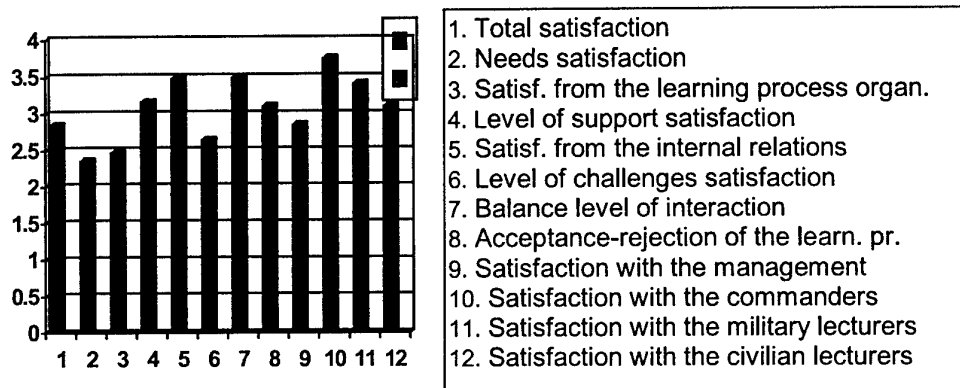 4
3.5
3
2.5
2
1.5
1
0.5
0
1 2 3 4 5 6 7 8 9 10 11 12
1. Total satisfaction
2. Needs satisfaction
3. Satisf. from the learning process organ.
4. Level of support satisfaction
5. Satisf. from the internal relations
6. Level of challenges satisfaction
7. Balance level of interaction
8. Acceptance-rejection of the learn. pr.
9. Satisfaction with the management
10. Satisfaction with the commanders
11. Satisfaction with the military lecturers
12. Satisfaction with the civilian lecturers